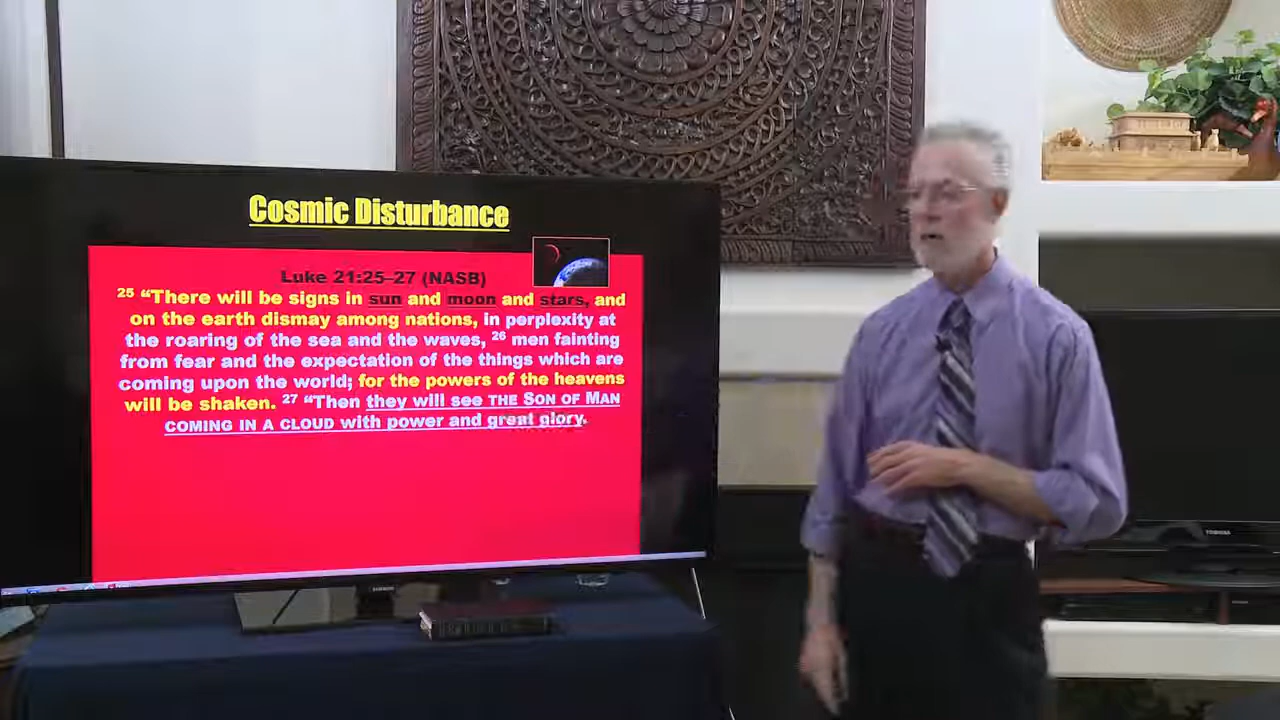 Cosmic Disturbance
Luke 21:25–27 (NASB)
25 “There will be signs in sun and moon and stars, and
on the earth dismay among nations, in perplexity at
the roaring of the sea and the waves, 26 men fainting
from fear and the expectation of the things which are
coming upon the world; for the powers of the heavens
will be shaken. 27 “Then they will see THE SON OF MAN
COMING IN A CLOUD with power and great glory.
TOSHIBA